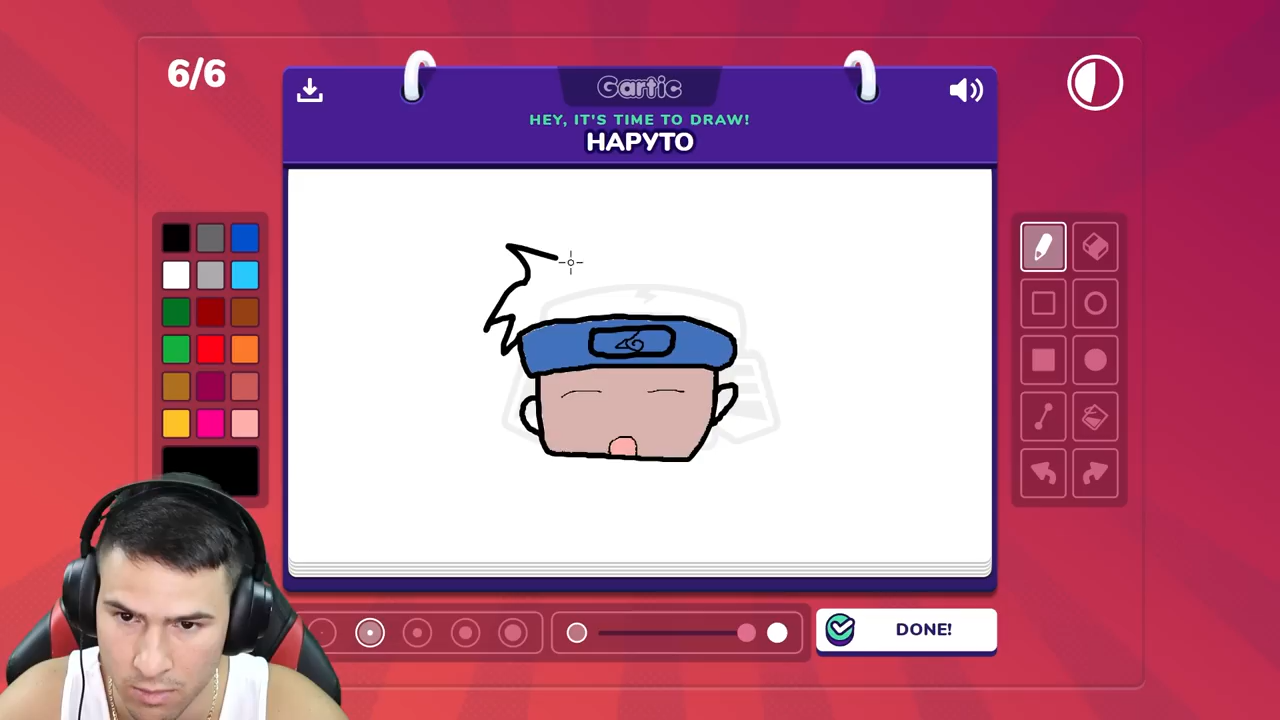 6/6
Gartic
HEY, IT'S TIME TO DRAW!
НАРУТО
DONE!